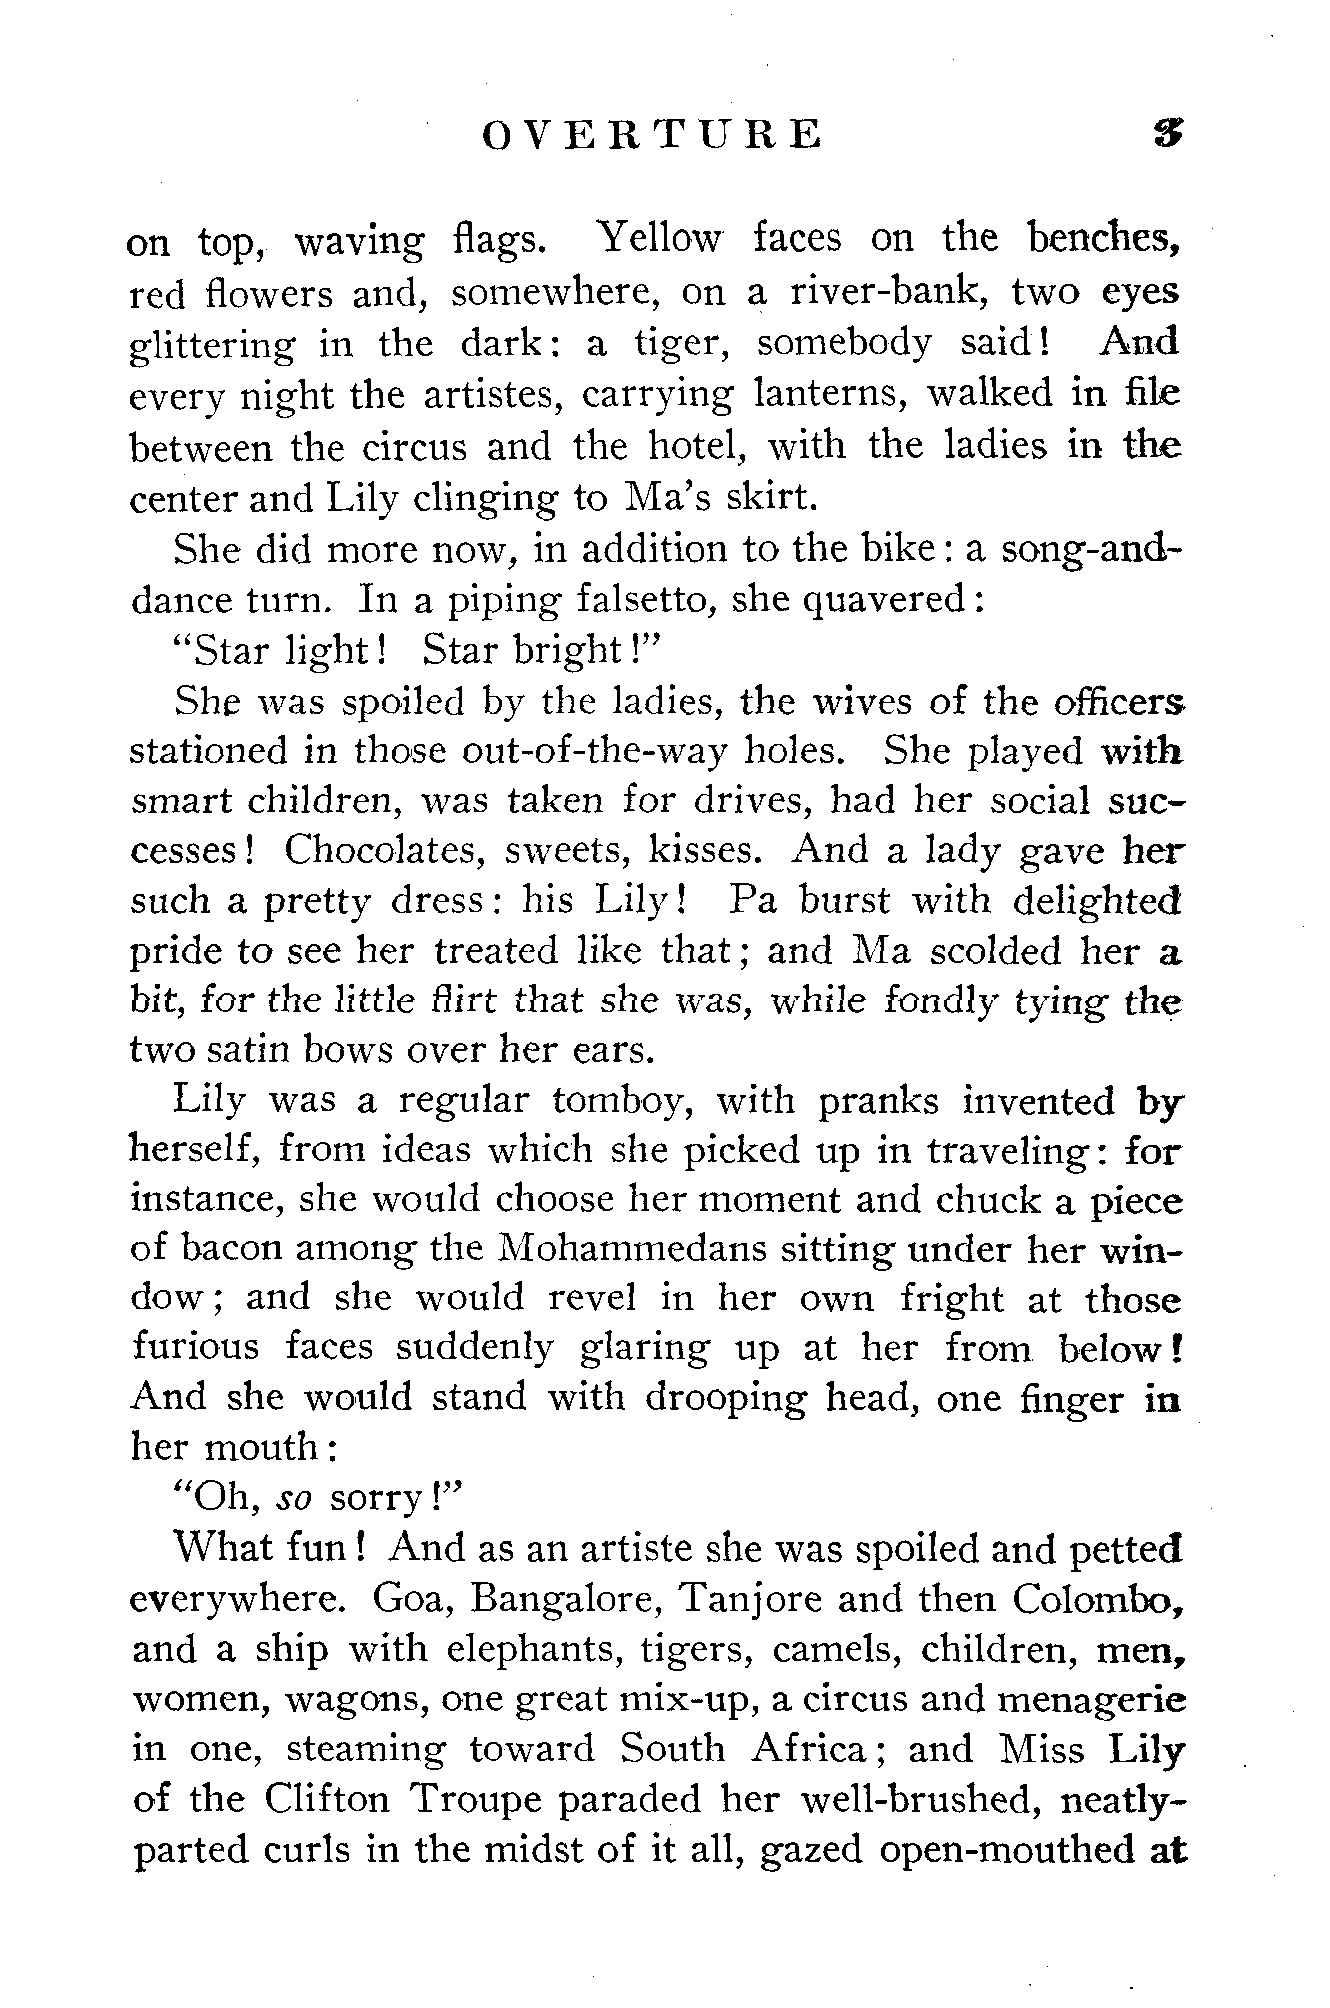 OVERTURE 3
on top, waving flags. Yellow faces on the benches,
red flowers and, somewhere, on a river-bank, two eyes
glittering in the dark: a tiger, somebody said! And
every night the artistes, carrying lanterns, walked in file
between the circus and the hotel, with the ladies in the
center and Lily clinging to Ma's skirt.
She did more now, in addition to the bike: a song-and-
dance turn. In a piping falsetto, she quavered:
"Star light! Star bright!"
She was spoiled by the ladies, the wives of the officers
stationed in those out-of-the-way holes. She played with
smart children, was taken for drives, had her social suc-
cesses! Chocolates, sweets, kisses. And a lady gave her
such a pretty dress: his Lily! Pa burst with delighted
pride to see her treated like that; and Ma scolded her a
bit, for the little flirt that she was, while fondly tying the
two satin bows over her ears.
Lily was a regular tomboy, with pranks invented by
herself, from ideas which she picked up in traveling: for
instance, she would choose her moment and chuck a piece
of bacon among the Mohammedans sitting under her win-
dow; and she would revel in her own fright at those
furious faces suddenly glaring up at her from below!
And she would stand with drooping head, one finger in
her mouth:
"Oh, so sorry!"
What fun! And as an artiste she was spoiled and petted
everywhere. Goa, Bangalore, Tanjore and then Colombo,
and a ship with elephants, tigers, camels, children, men,
women, wagons, one great mix-up, a circus and menagerie
in one, steaming toward South Africa; and Miss Lily
of the Clifton Troupe paraded her well-brushed, neatly-
parted curls in the midst of it all, gazed open-mouthed at